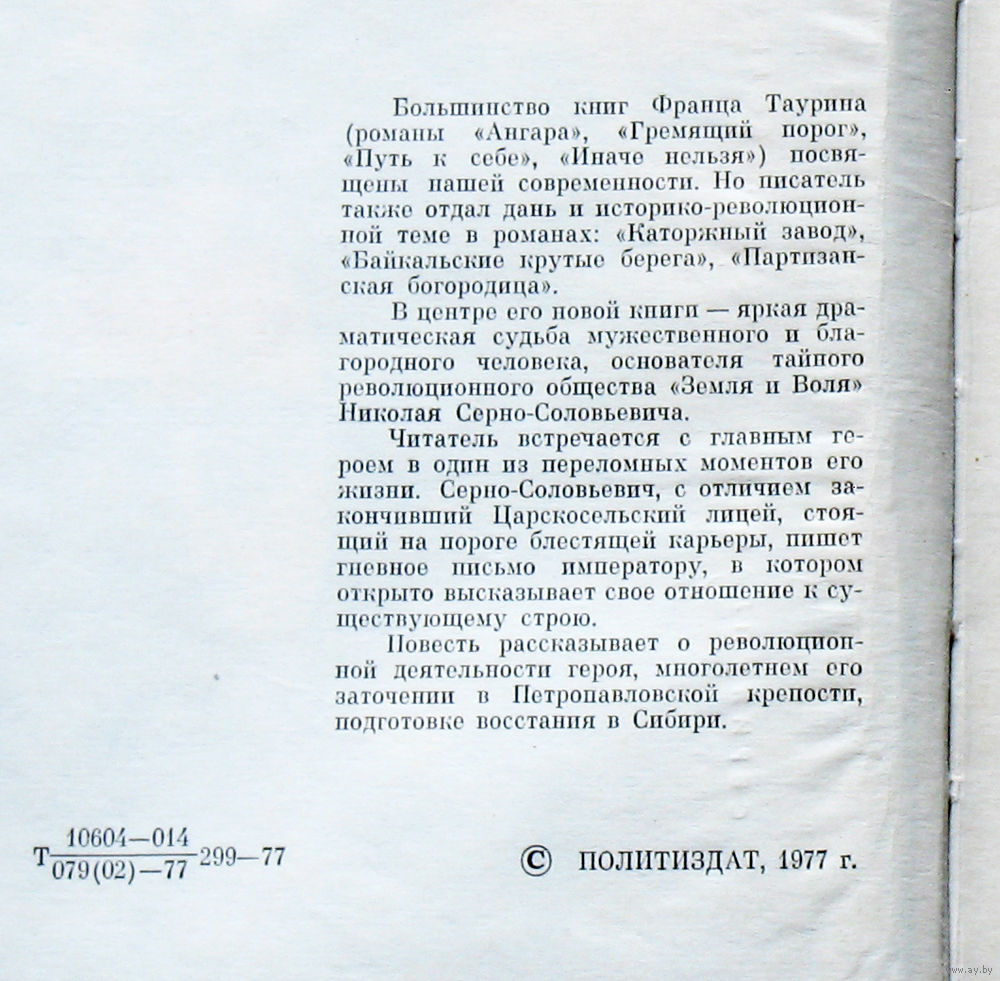 Большинство книг Франца Таурина
(романы «Ангара», «Гремящий порог»,
«Путь к себе», «Иначе нельзя») посвя-
щены нашей современности. Но писатель
также отдал дань и историко-революцион-
ной теме в романах: «Каторжный завод»,
«Байкальские крутые берега», «Партизан-
ская богородица».
В центре его новой книги — яркая дра-
матическая судьба мужественного и бла-
городного человека, основателя тайного
революционного общества «Земля и Воля»
Николая Серно-Соловьевича.
Читатель встречается с главным ге-
роем в один из переломных моментов его
жизни. Серно-Соловьевич, с отличием за-
кончивший Царскосельский лицей, стоя-
щий на пороге блестящей карьеры, пишет
гневное письмо императору, в котором
открыто высказывает свое отношение к су-
ществующему строю.
Повесть рассказывает о революцион-
ной деятельности героя, многолетнем его
заточении в Петропавловской крепости,
подготовке восстания в Сибири.
Т 10604—014
079(02)—77 299—77
© ПОЛИТИЗДАТ, 1977 г.
ww.ay.by